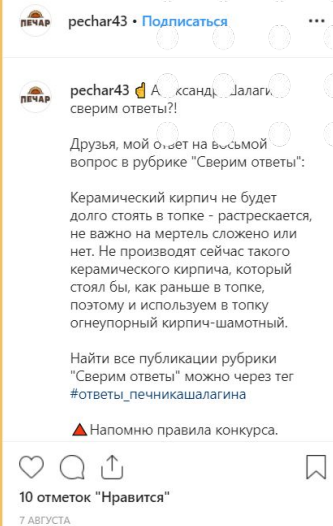 ПЕЧАР
pechar43 • Подписаться
ПЕЧАР
pechar43
сверим ответы?!
Друзья, мой ответ на восьмой
вопрос в рубрике "Сверим ответы":
Керамический кирпич не будет
долго стоять в топке - растрескается,
не важно на мертель сложено или
нет. Не производят сейчас такого
керамического кирпича, который
стоял бы, как раньше в топке,
поэтому и используем в топку
огнеупорный кирпич-шамотный.
Найти все публикации рубрики
"Сверим ответы" можно через тег
#ответы_печникашалагина
Напомню правила конкурса.
10 отметок "Нравится"
7 АВГУСТА